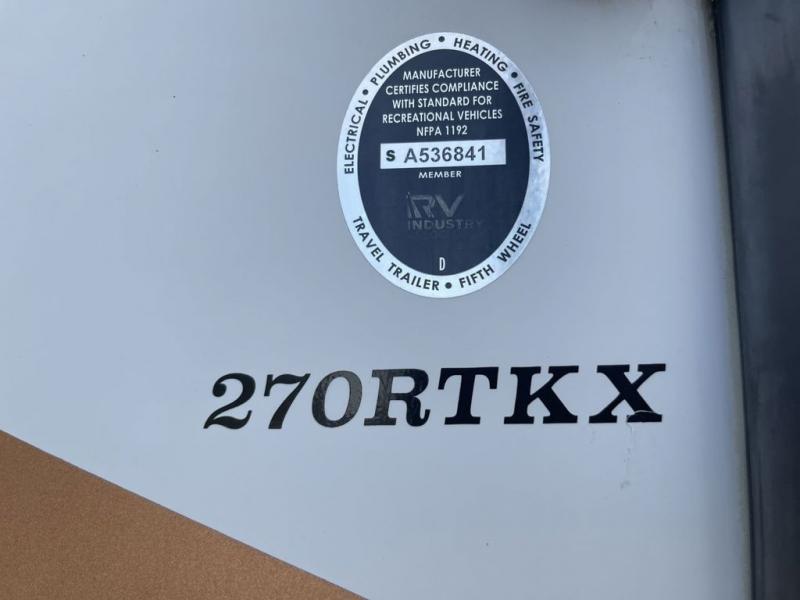 ELECTRICAL • PLUMBING • HEATING • FIRE SAFETY
MANUFACTURER
CERTIFIES COMPLIANCE
WITH STANDARD FOR
RECREATIONAL VEHICLES
NFPA 1192
S A536841
MEMBER
RV
INDUSTRY
D
TRAVEL TRAILER • FIFTH WHEEL
270RTKX